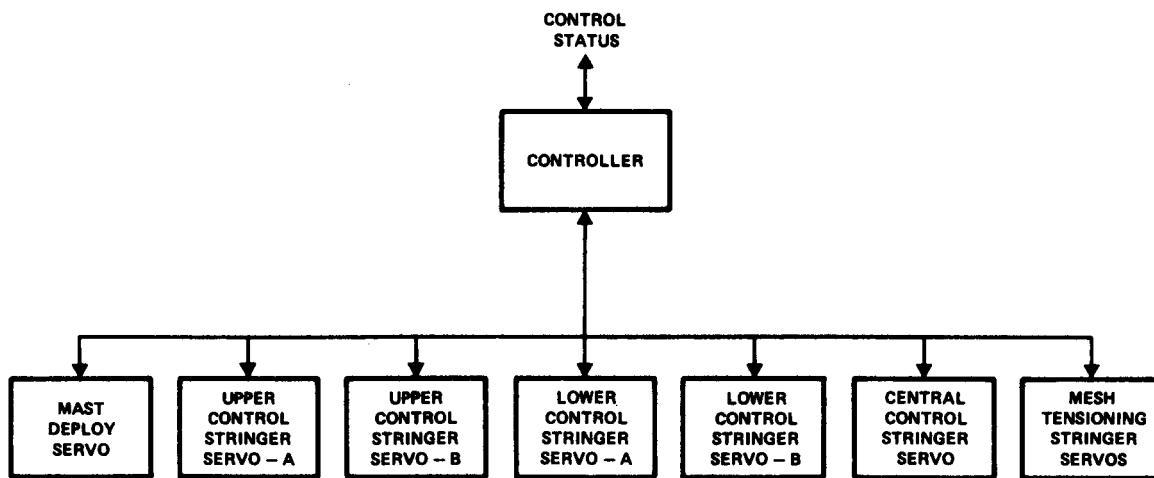 CONTROL
STATUS
CONTROLLER
MAST
DEPLOY
SERVO
UPPER
CONTROL
STRINGER
SERVO – A
UPPER
CONTROL
STRINGER
SERVO – B
LOWER
CONTROL
STRINGER
SERVO – A
LOWER
CONTROL
STRINGER
SERVO – B
CENTRAL
CONTROL
STRINGER
SERVO
MESH
TENSIONING
STRINGER
SERVOS